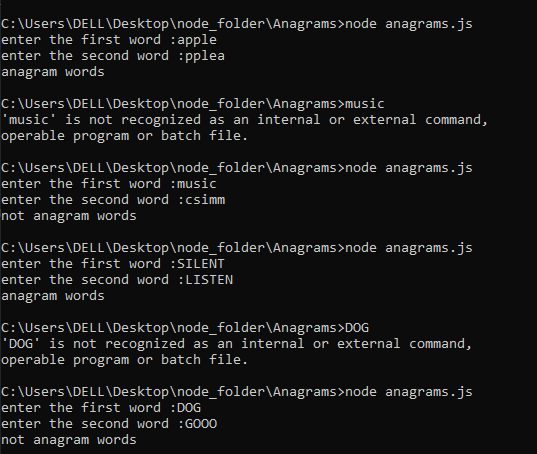 C:\Users\DELL\Desktop\node_folder\Anagrams>node anagrams.js
enter the first word :apple
enter the second word :pplea
anagram words
C:\Users\DELL\Desktop\node_folder\Anagrams>music
'music' is not recognized as an internal or external command,
operable program or batch file.
C:\Users\DELL\Desktop\node_folder\Anagrams>node anagrams.js
enter the first word :music
enter the second word :csimm
not anagram words
C:\Users\DELL\Desktop\node_folder\Anagrams>node anagrams.js
enter the first word :SILENT
enter the second word :LISTEN
anagram words
C:\Users\DELL\Desktop\node_folder\Anagrams>DOG
'DOG' is not recognized as an internal or external command,
operable program or batch file.
C:\Users\DELL\Desktop\node_folder\Anagrams>node anagrams.js
enter the first word :DOG
enter the second word :GOOO
not anagram words